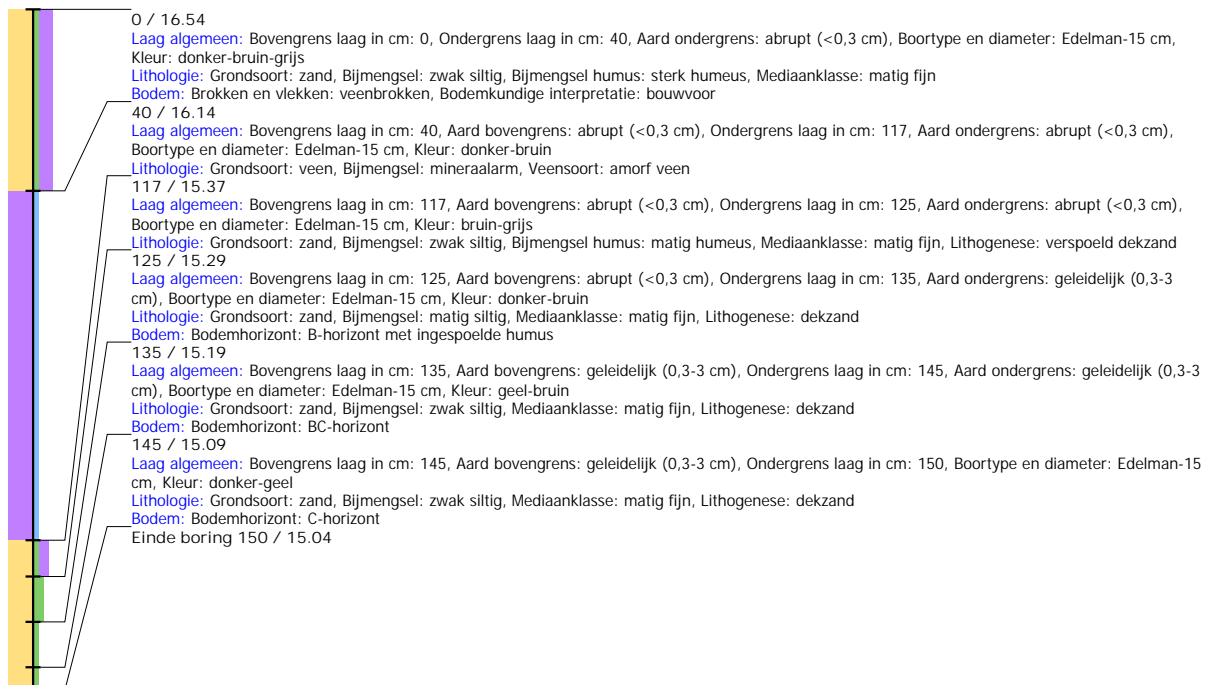 0 / 16.54
Laag algemeen: Bovengrens laag in cm: 0, Ondergrens laag in cm: 40, Aard ondergrens: abrupt (<0,3 cm), Boortype en diameter: Edelman-15 cm,
Kleur: donker-bruin-grijs
Lithologie: Grondsoort: zand, Bijmengsel: zwak siltig, Bijmengsel humus: sterk humeus, Mediaanklasse: matig fijn
Bodem: Brokken en vlekken: veenbrokken, Bodemkundige interpretatie: bouwvoor
40 / 16.14
Laag algemeen: Bovengrens laag in cm: 40, Aard bovengrens: abrupt (<0,3 cm), Ondergrens laag in cm: 117, Aard ondergrens: abrupt (<0,3 cm),
Boortype en diameter: Edelman-15 cm, Kleur: donker-bruin
Lithologie: Grondsoort: veen, Bijmengsel: mineraalarm, Veensoort: amorf veen
117 / 15.37
Laag algemeen: Bovengrens laag in cm: 117, Aard bovengrens: abrupt (<0,3 cm), Ondergrens laag in cm: 125, Aard ondergrens: abrupt (<0,3 cm),
Boortype en diameter: Edelman-15 cm, Kleur: bruin-grijs
Lithologie: Grondsoort: zand, Bijmengsel: zwak siltig, Bijmengsel humus: matig humeus, Mediaanklasse: matig fijn, Lithogenese: verspoeld dekzand
125 / 15.29
Laag algemeen: Bovengrens laag in cm: 125, Aard bovengrens: abrupt (<0,3 cm), Ondergrens laag in cm: 135, Aard ondergrens: geleidelijk (0,3-3
cm), Boortype en diameter: Edelman-15 cm, Kleur: donker-bruin
Lithologie: Grondsoort: zand, Bijmengsel: matig siltig, Mediaanklasse: matig fijn, Lithogenese: dekzand
Bodem: Bodemhorizont: B-horizont met ingespoelde humus
135 / 15.19
Laag algemeen: Bovengrens laag in cm: 135, Aard bovengrens: geleidelijk (0,3-3 cm), Ondergrens laag in cm: 145, Aard ondergrens: geleidelijk (0,3-3
cm), Boortype en diameter: Edelman-15 cm, Kleur: geel-bruin
Lithologie: Grondsoort: zand, Bijmengsel: zwak siltig, Mediaanklasse: matig fijn, Lithogenese: dekzand
Bodem: Bodemhorizont: BC-horizont
145 / 15.09
Laag algemeen: Bovengrens laag in cm: 145, Aard bovengrens: geleidelijk (0,3-3 cm), Ondergrens laag in cm: 150, Boortype en diameter: Edelman-15
cm, Kleur: donker-geel
Lithologie: Grondsoort: zand, Bijmengsel: zwak siltig, Mediaanklasse: matig fijn, Lithogenese: dekzand
Bodem: Bodemhorizont: C-horizont
Einde boring 150 / 15.04